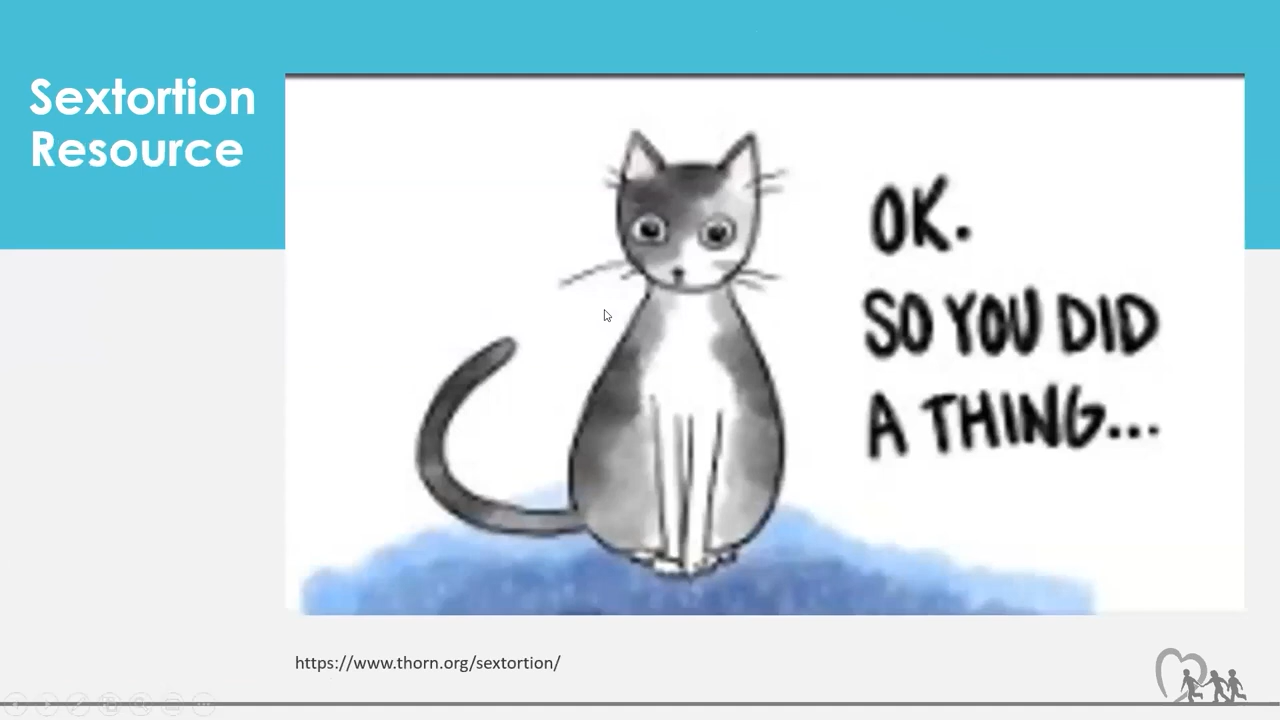 Sextortion
Resource
OK.
SO YOU DID
A THING...
https://www.thorn.org/sextortion/